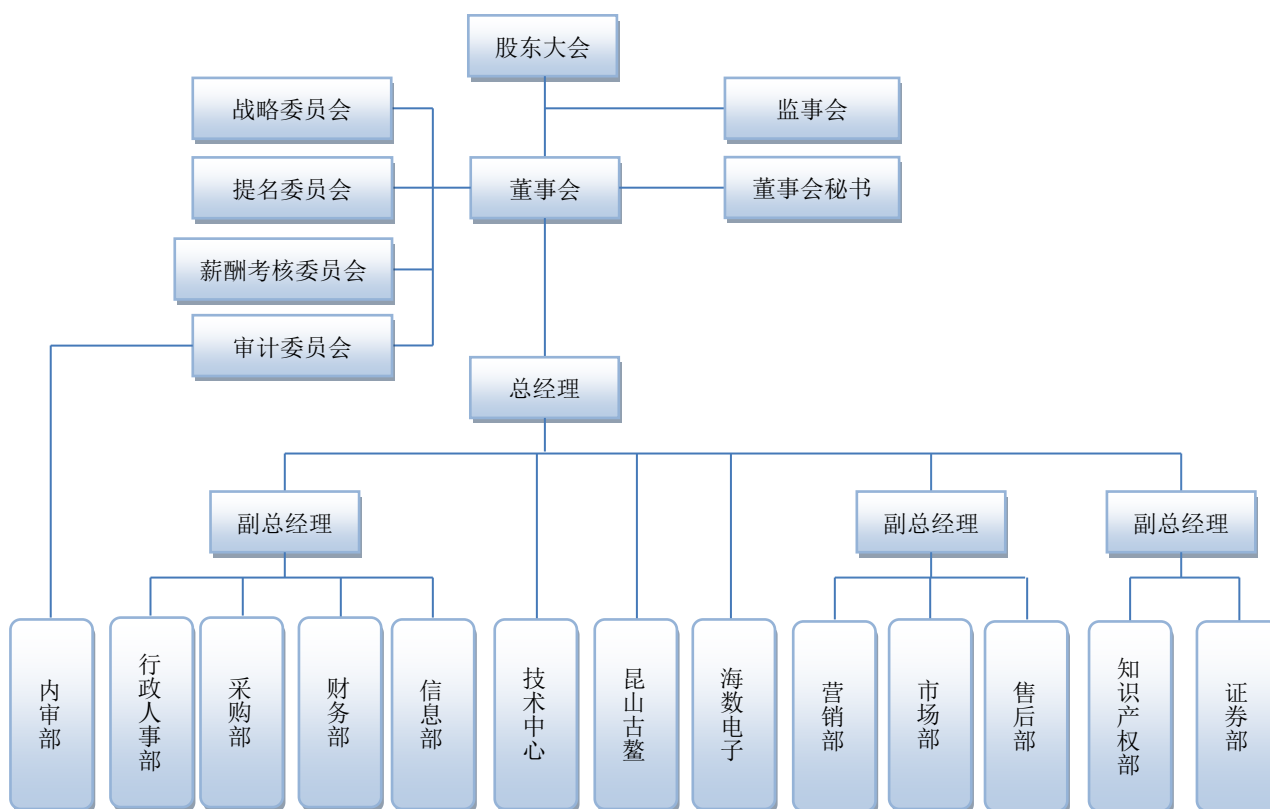 股东大会
战略委员会
监事会
提名委员会
董事会
董事会秘书
薪酬考核委员会
审计委员会
总经理
副总经理
副总经理
副总经理
内审部
行政人事部
采购部
财务部
信息部
技术中心
昆山古鳌
海数电子
营销部
市场部
售后部
知识产权部
证券部